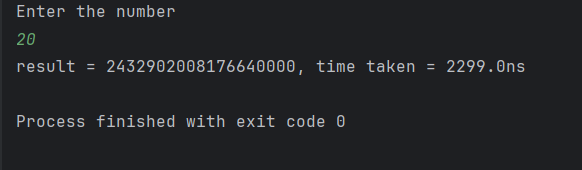 Enter the number
20
result = 2432902008176640000, time taken = 2299.0ns
Process finished with exit code 0